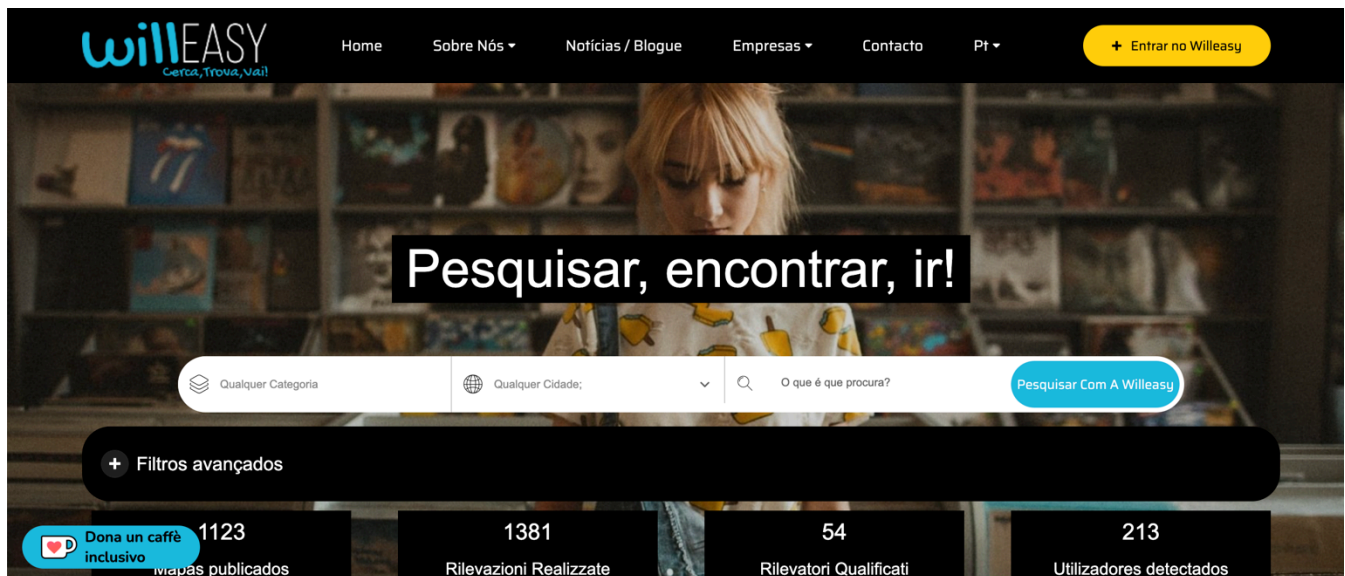 willEASY
Cerca,Trova,Vai!
Home
Sobre Nós
Notícias / Blogue
Empresas
Contacto
Pt
+ Entrar no Willeasy
Pesquisar, encontrar, ir!
Qualquer Categoria
Qualquer Cidade;
O que é que procura?
Pesquisar Com A Willeasy
+ Filtros avançados
1123
Mapas publicados
1381
Rilevazioni Realizzate
54
Rilevatori Qualificati
213
Utilizadores detectados
Dona un caffè
inclusivo